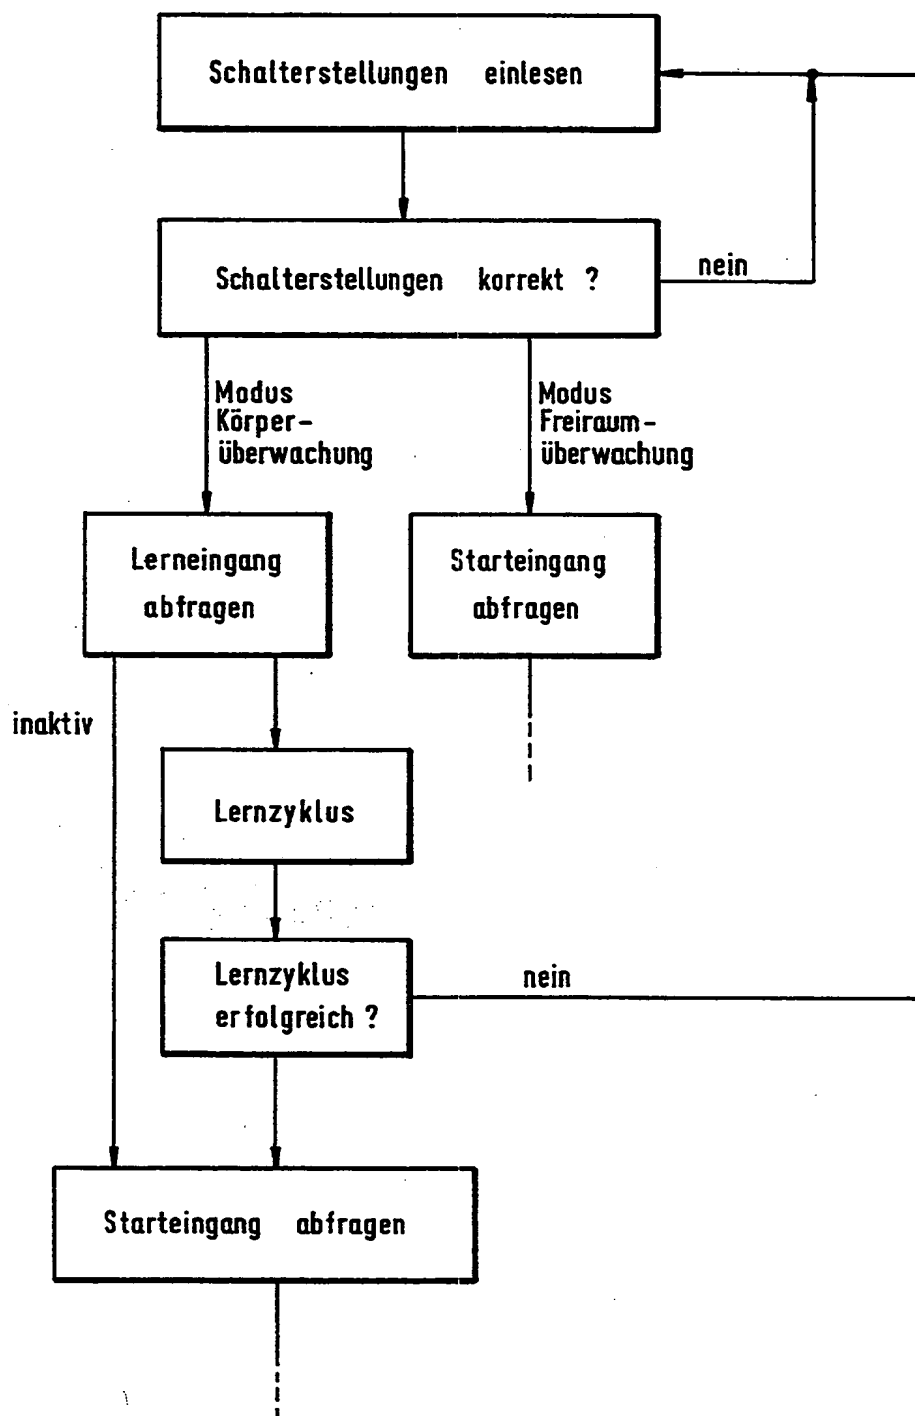 Schalterstellungen einlesen
Schalterstellungen korrekt ?
nein
Modus
Körper-
überwachung
Modus
Freiraum-
überwachung
Lerneingang
abfragen
Starteingang
abfragen
inaktiv
Lernzyklus
Lernzyklus
erfolgreich ?
nein
Starteingang abfragen